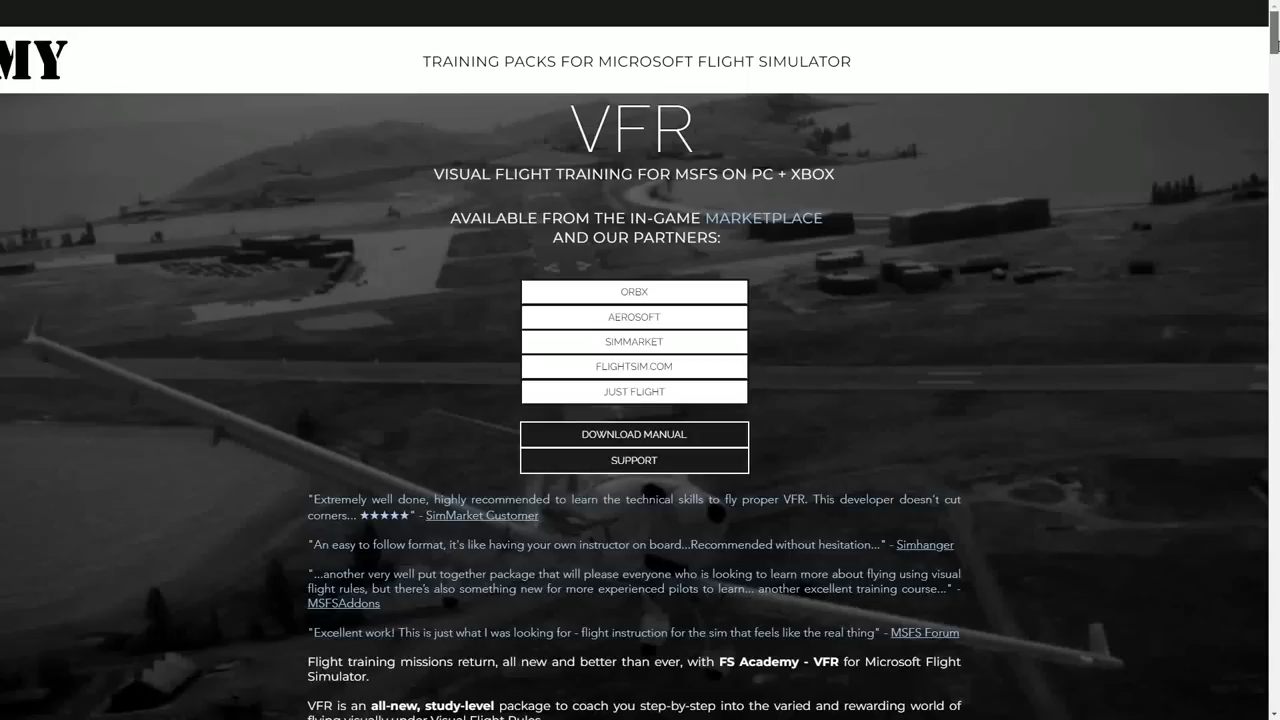 MY
TRAINING PACKS FOR MICROSOFT FLIGHT SIMULATOR
VFR
VISUAL FLIGHT TRAINING FOR MSFS ON PC + XBOX
AVAILABLE FROM THE IN-GAME MARKETPLACE
AND OUR PARTNERS:
ORBX
AEROSOFT
SIMMARKET
FLIGHTSIM.COM
JUST FLIGHT
DOWNLOAD MANUAL
SUPPORT
"Extremely well done, highly recommended to learn the technical skills to fly proper VFR. This developer doesn't cut
corners... ★★★★★" - SimMarket Customer
"An easy to follow format, it's like having your own instructor on board...Recommended without hesitation..." - Simhanger
"...another very well put together package that will please everyone who is looking to learn more about flying using visual
flight rules, but there's also something new for more experienced pilots to learn... another excellent training course..." -
MSFSAddons
"Excellent work! This is just what I was looking for - flight instruction for the sim that feels like the real thing" - MSFS Forum
Flight training missions return, all new and better than ever, with FS Academy - VFR for Microsoft Flight
Simulator.
VFR is an all-new, study-level package to coach you step-by-step into the varied and rewarding world of
flying visually under Visual Flight Rules.